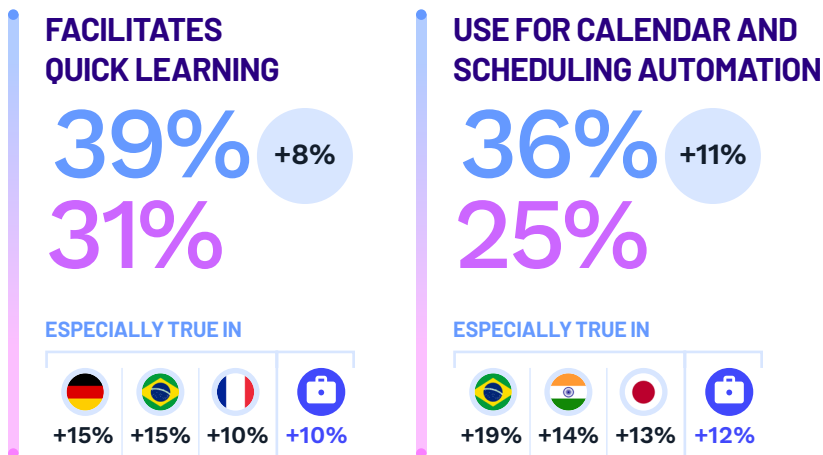 FACILITATES
QUICK LEARNING
39% +8%
31%
ESPECIALLY TRUE IN
+15% +15% +10% +10%
USE FOR CALENDAR AND
SCHEDULING AUTOMATION
36% +11%
25%
ESPECIALLY TRUE IN
+19% +14% +13% +12%